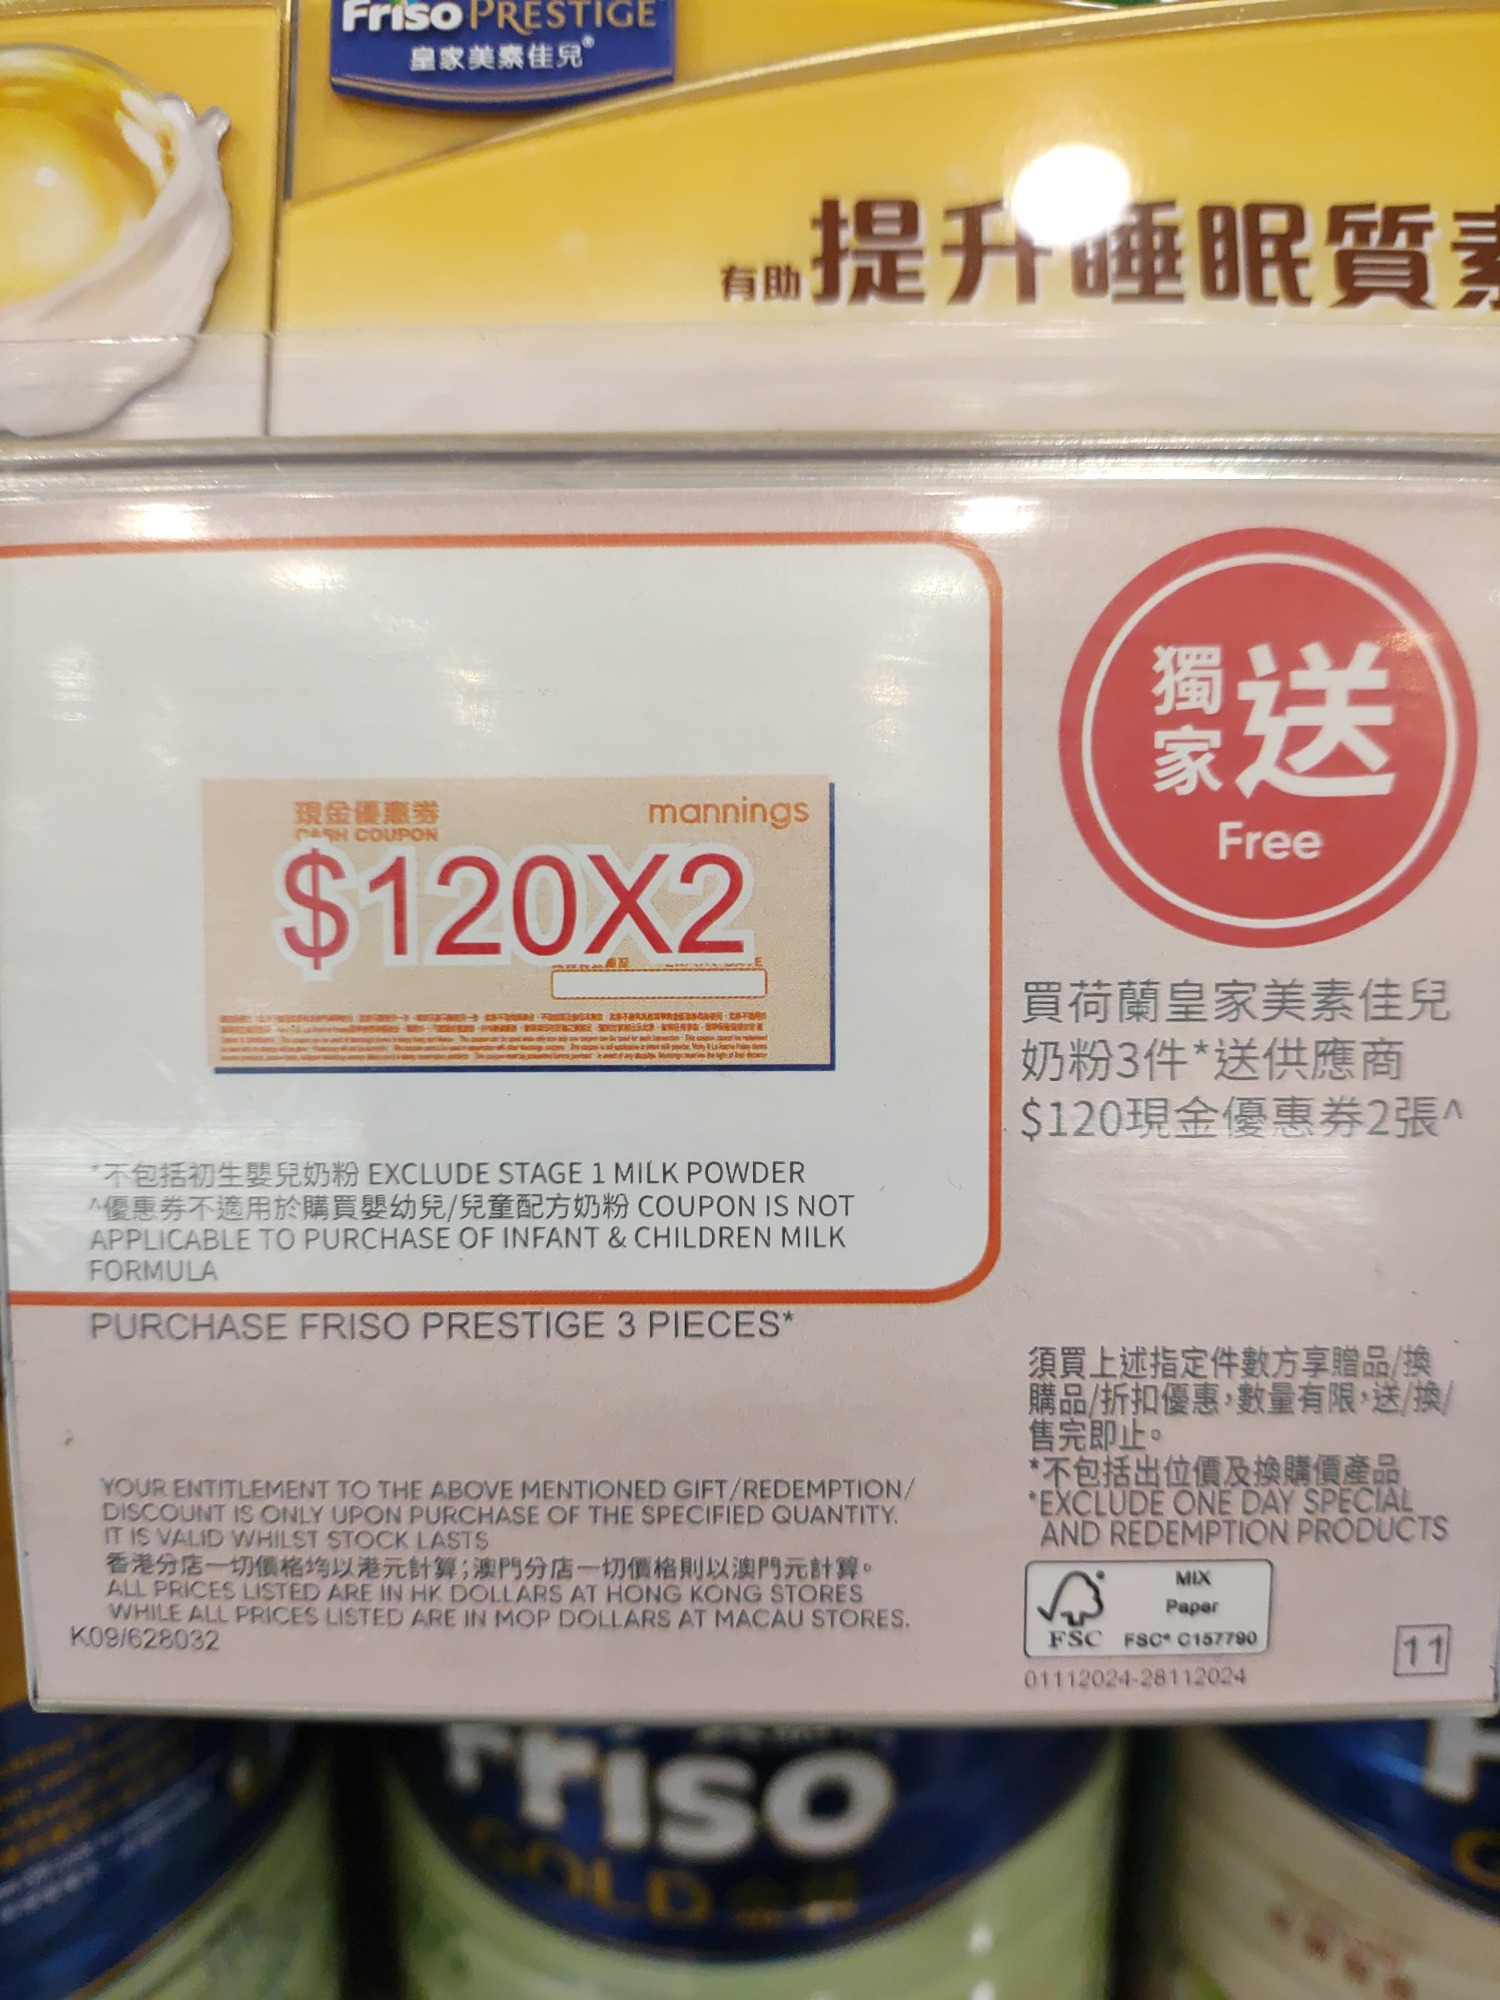 Friso PRESTIGE
皇家美素佳兒®
有助提升睡眠質素
獨家送
Free
現金優惠券
CASH COUPON
mannings
$120X2
買荷蘭皇家美素佳兒
奶粉3件*送供應商
$120現金優惠券2張^
*不包括初生嬰兒奶粉 EXCLUDE STAGE 1 MILK POWDER
^優惠券不適用於購買嬰幼兒/兒童配方奶粉 COUPON IS NOT
APPLICABLE TO PURCHASE OF INFANT & CHILDREN MILK
FORMULA
PURCHASE FRISO PRESTIGE 3 PIECES*
須買上述指定件數方享贈品/換
購品/折扣優惠，數量有限，送/換/
售完即止。
*不包括出位價及換購價產品
*EXCLUDE ONE DAY SPECIAL
AND REDEMPTION PRODUCTS
YOUR ENTITLEMENT TO THE ABOVE MENTIONED GIFT/REDEMPTION/
DISCOUNT IS ONLY UPON PURCHASE OF THE SPECIFIED QUANTITY.
IT IS VALID WHILST STOCK LASTS
香港分店一切價格均以港元計算；澳門分店一切價格則以澳門元計算。
ALL PRICES LISTED ARE IN HK DOLLARS AT HONG KONG STORES
WHILE ALL PRICES LISTED ARE IN MOP DOLLARS AT MACAU STORES.
K09/628032
MIX
Paper
FSC FSC® C157790
01112024-28112024
11
Friso
GOLD